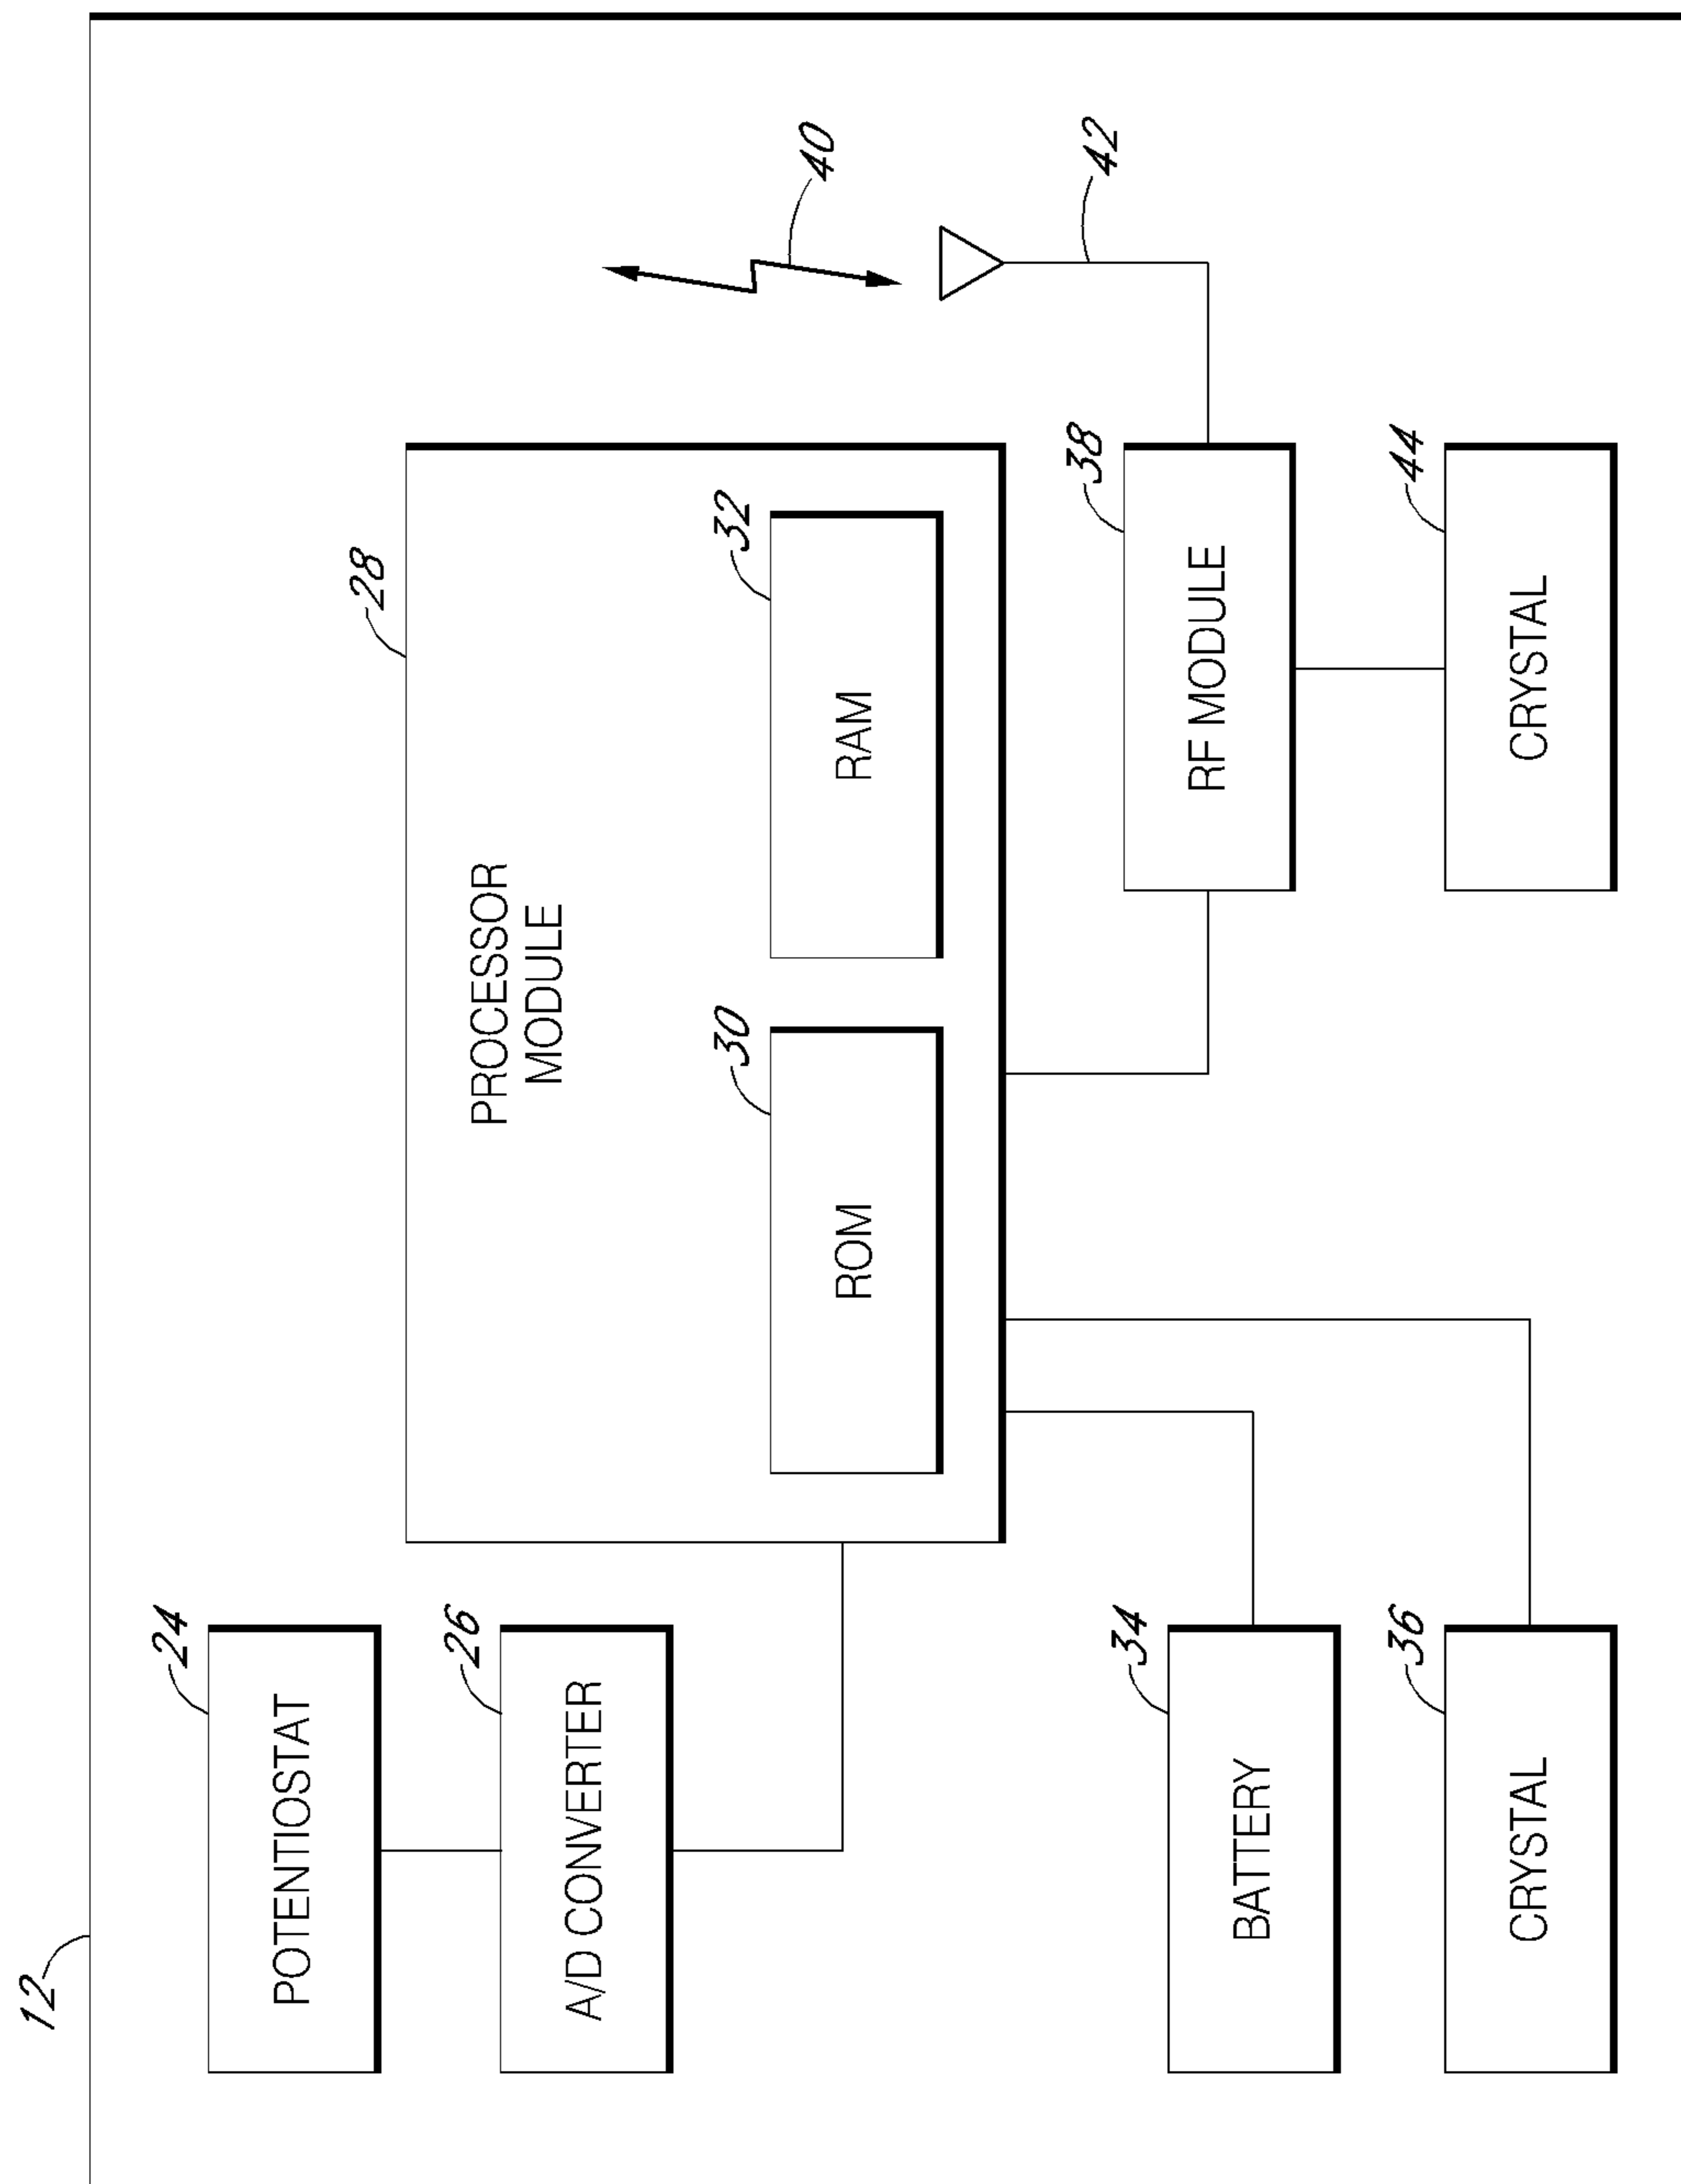 12
24
POTENTIOSTAT
26
A/D CONVERTER
28
PROCESSOR
MODULE
30
ROM
32
RAM
34
BATTERY
36
CRYSTAL
38
RF MODULE
40
42
44
CRYSTAL